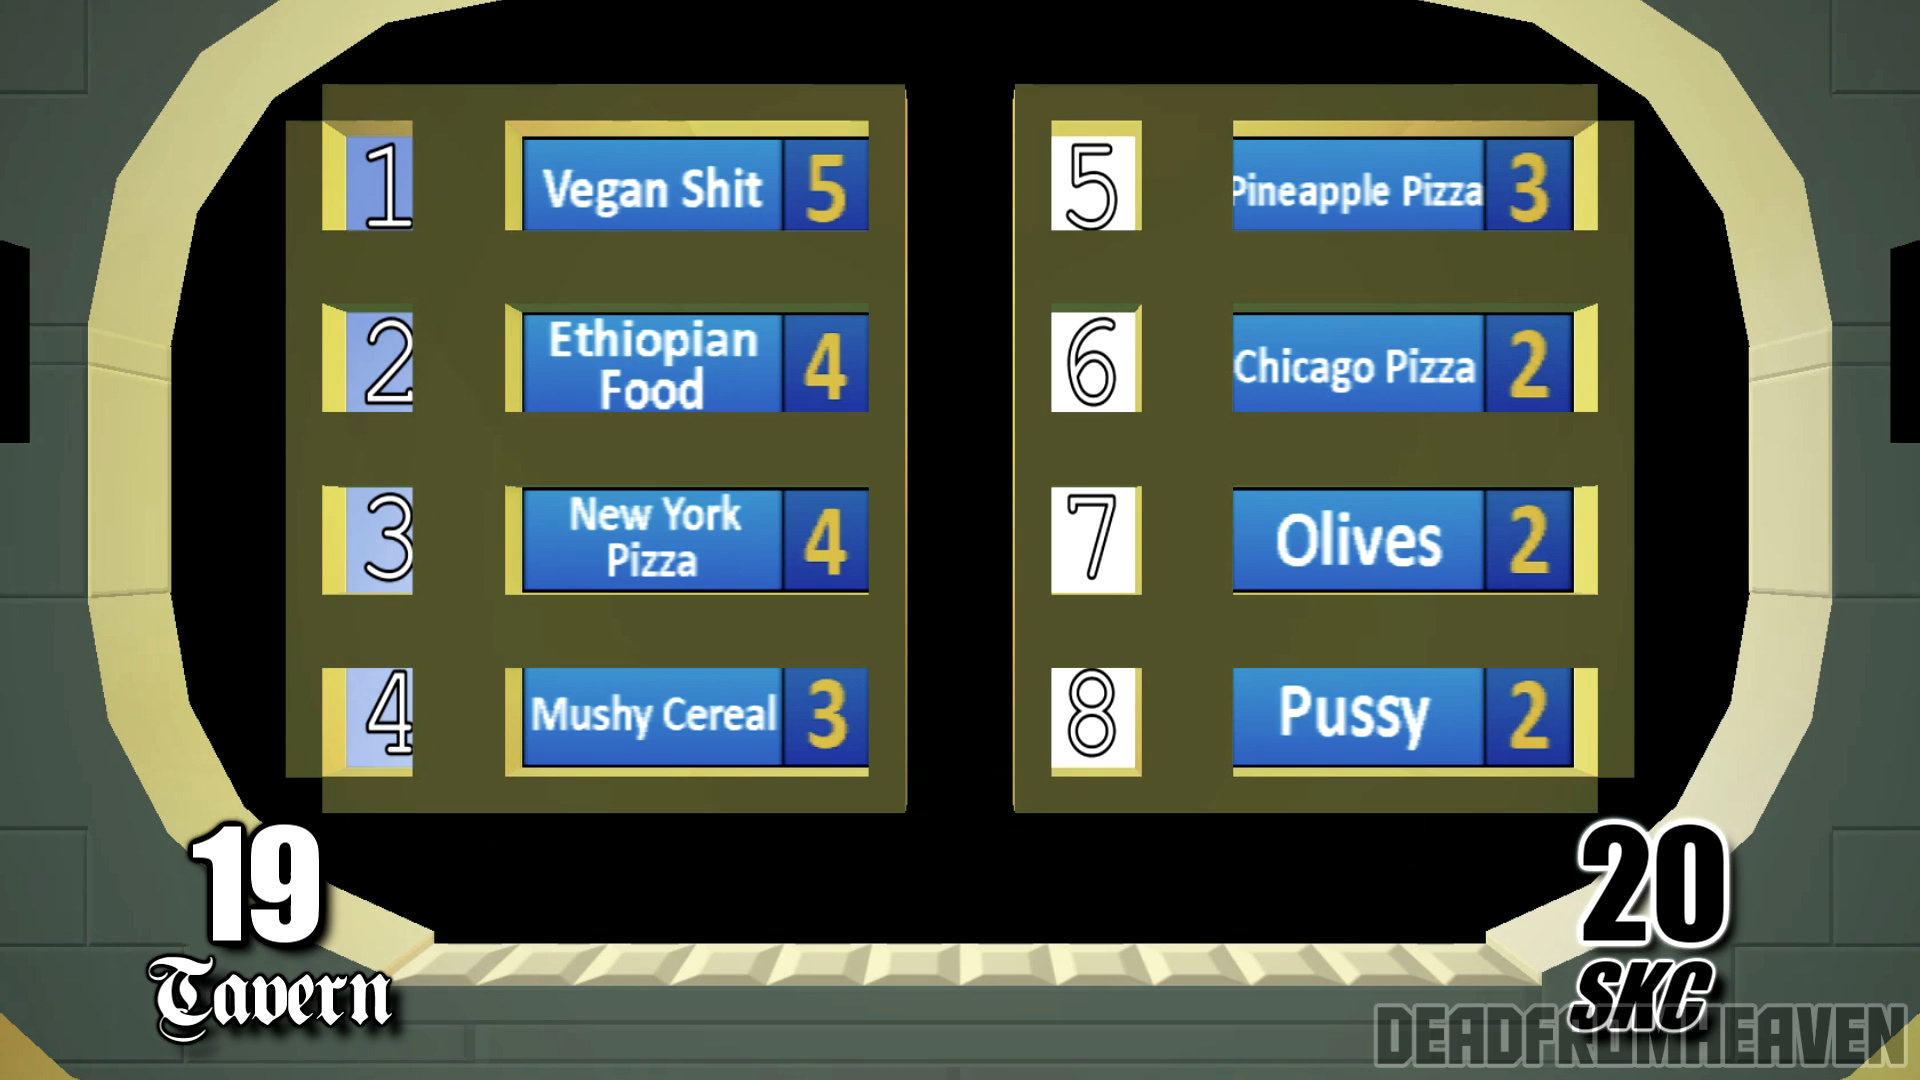 1 Vegan Shit 5
2 Ethiopian
Food 4
3 New York
Pizza 4
4 Mushy Cereal 3
5 Pineapple Pizza 3
6 Chicago Pizza 2
7 Olives 2
8 Pussy 2
19
Tavern
20
SKC
DEADFROMHEAVEN